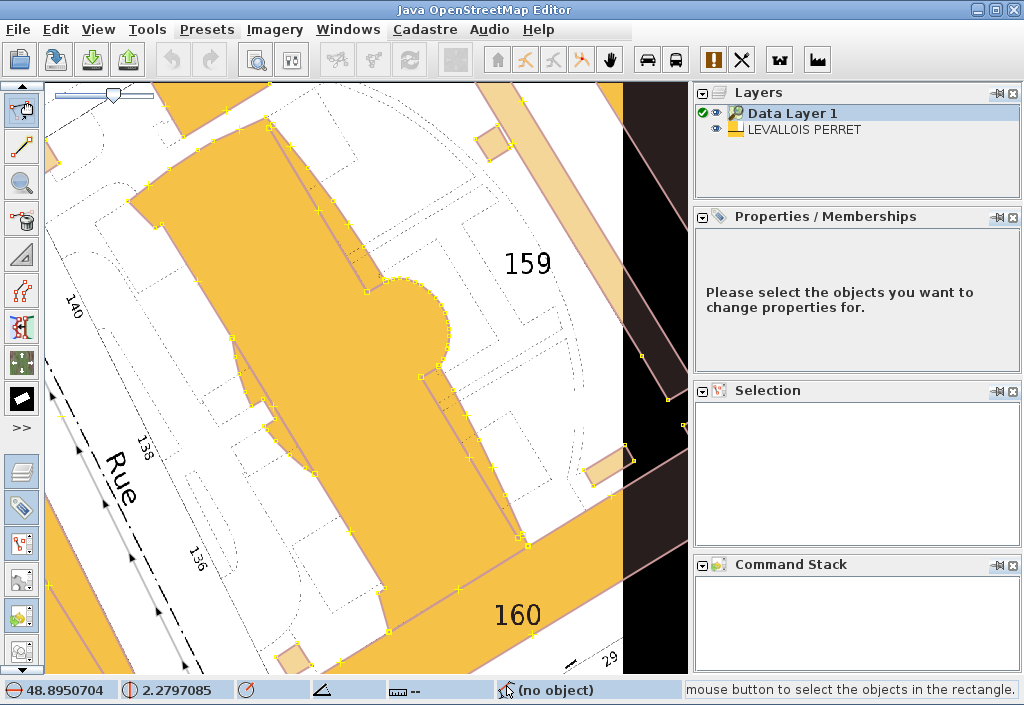 Java OpenStreetMap Editor
File Edit View Tools Presets Imagery Windows Cadastre Audio Help
Layers
Data Layer 1
LEVALLOIS PERRET
Properties / Memberships
Please select the objects you want to
change properties for.
Selection
Command Stack
>>
159
140
138
Rue
136
160
29
48.8950704
2.2797085
--
(no object)
mouse button to select the objects in the rectangle.